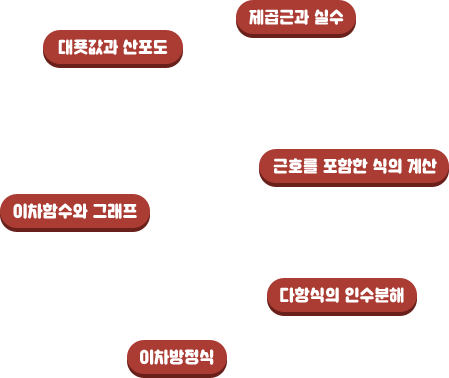 제곱근과 실수
대푯값과 산포도
근호를 포함한 식의 계산
이차함수와 그래프
다항식의 인수분해
이차방정식